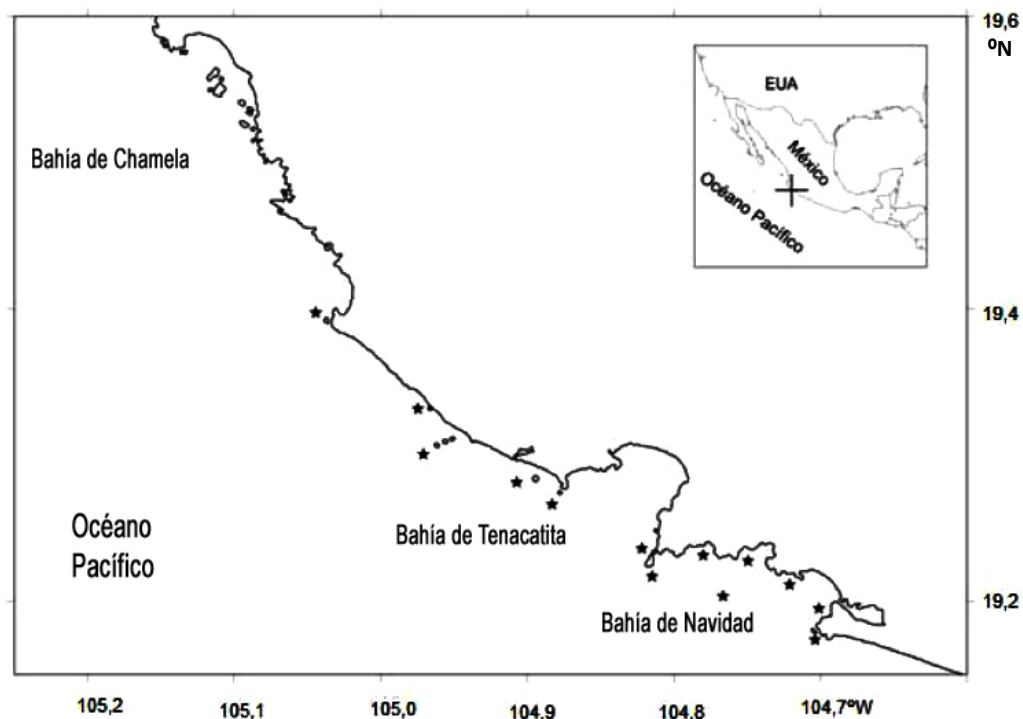 19,6
ºN
EUA
México
Océano Pacífico
Bahía de Chamela
19,4
Océano
Pacífico
Bahía de Tenacatita
Bahía de Navidad
19,2
105,2
105,1
105,0
104,9
104,8
104,7ºW